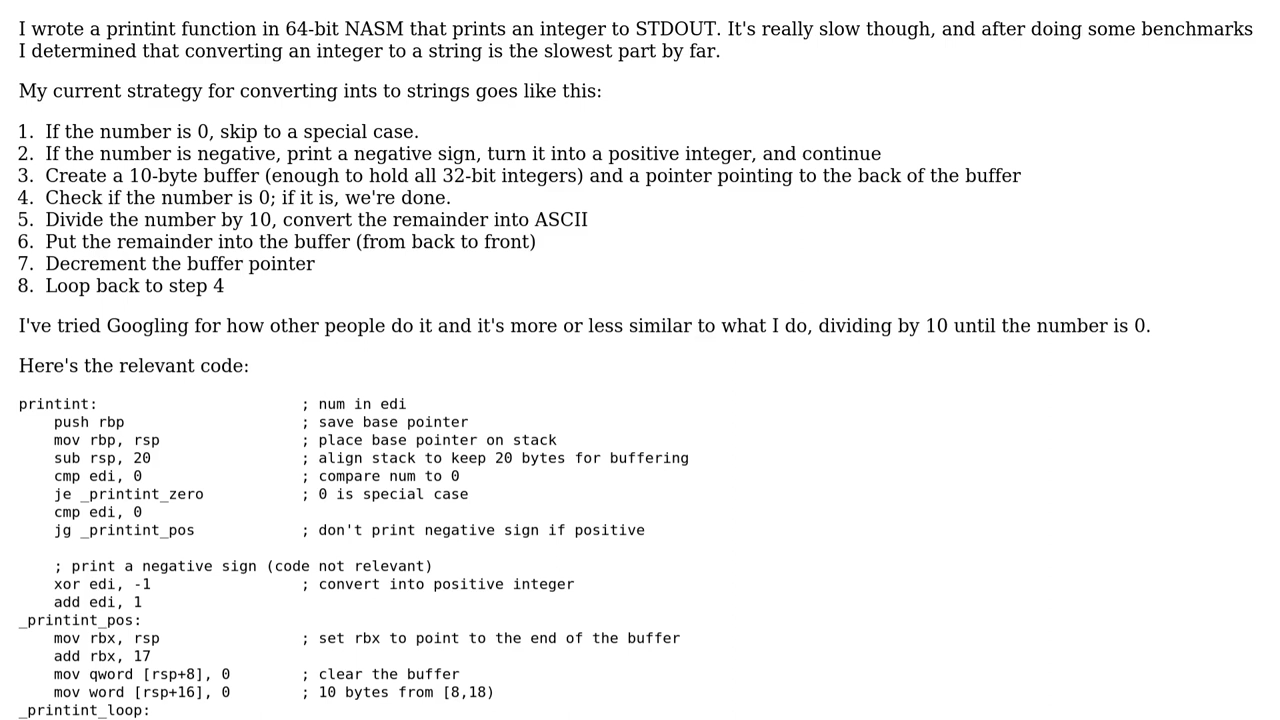 I wrote a printint function in 64-bit NASM that prints an integer to STDOUT. It's really slow though, and after doing some benchmarks
I determined that converting an integer to a string is the slowest part by far.
My current strategy for converting ints to strings goes like this:
1. If the number is 0, skip to a special case.
2. If the number is negative, print a negative sign, turn it into a positive integer, and continue
3. Create a 10-byte buffer (enough to hold all 32-bit integers) and a pointer pointing to the back of the buffer
4. Check if the number is 0; if it is, we're done.
5. Divide the number by 10, convert the remainder into ASCII
6. Put the remainder into the buffer (from back to front)
7. Decrement the buffer pointer
8. Loop back to step 4
I've tried Googling for how other people do it and it's more or less similar to what I do, dividing by 10 until the number is 0.
Here's the relevant code:
printint:                       ; num in edi
    push rbp                    ; save base pointer
    mov rbp, rsp                ; place base pointer on stack
    sub rsp, 20                 ; align stack to keep 20 bytes for buffering
    cmp edi, 0                  ; compare num to 0
    je _printint_zero           ; 0 is special case
    cmp edi, 0
    jg _printint_pos            ; don't print negative sign if positive
    ; print a negative sign (code not relevant)
    xor edi, -1                 ; convert into positive integer
    add edi, 1
_printint_pos:
    mov rbx, rsp                ; set rbx to point to the end of the buffer
    add rbx, 17
    mov qword [rsp+8], 0        ; clear the buffer
    mov word [rsp+16], 0        ; 10 bytes from [8,18)
_printint_loop: